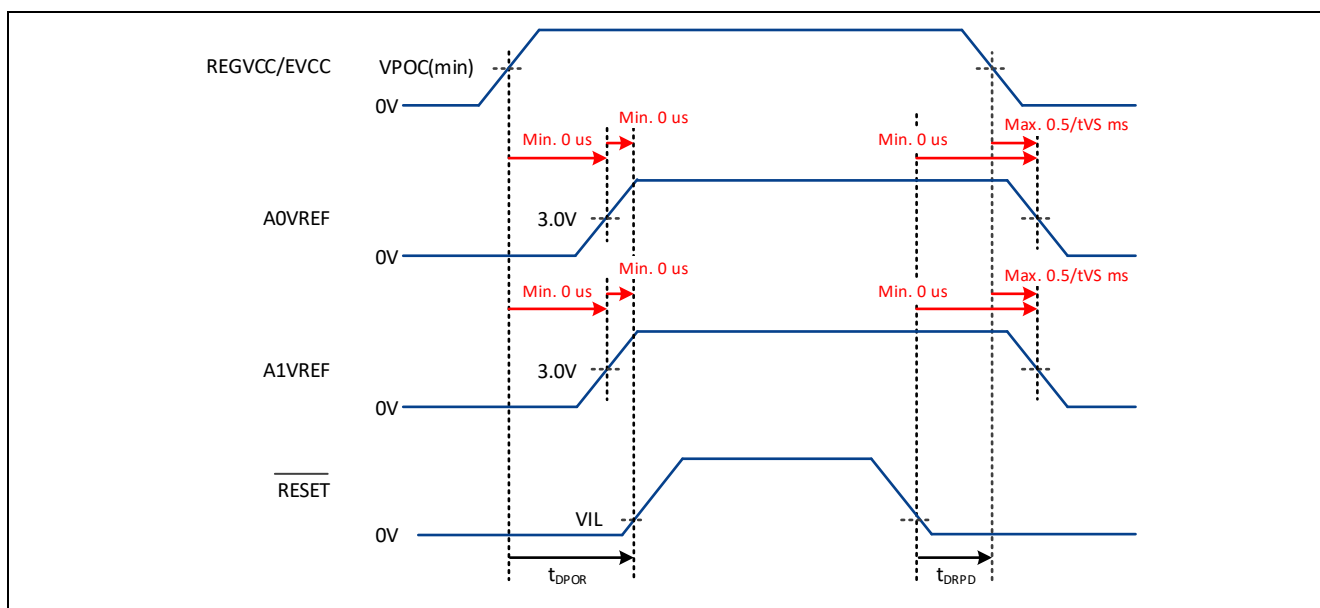 REGVCC/EVCC
VPOC(min)
0V
Min. 0 us
Max. 0.5/tVS ms
Min. 0 us
Min. 0 us
A0VREF
3.0V
0V
Min. 0 us
Max. 0.5/tVS ms
Min. 0 us
Min. 0 us
A1VREF
3.0V
0V
RESET
VIL
0V
tDPOR
tDRPD